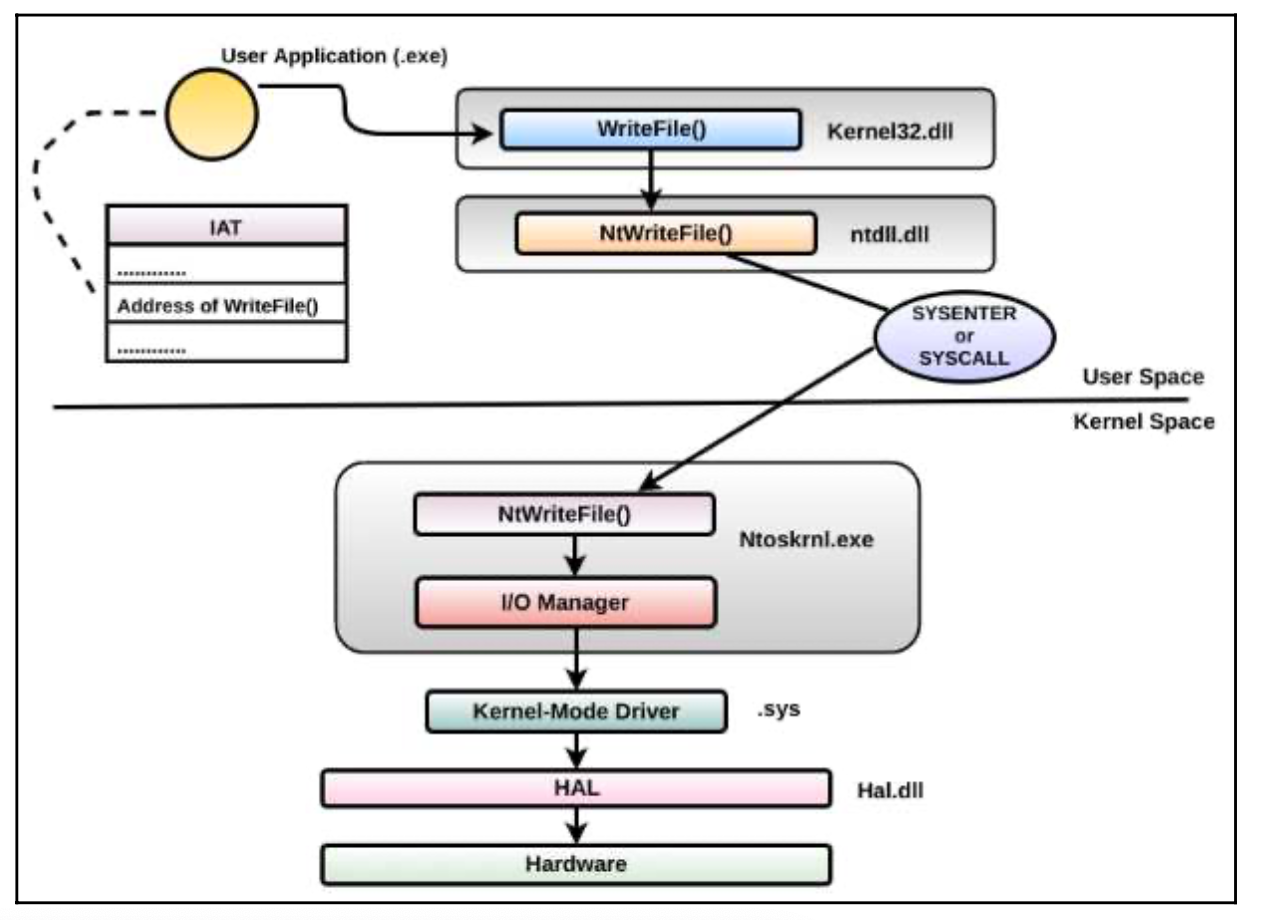 User Application (.exe)
WriteFile()
Kernel32.dll
IAT
............
Address of WriteFile()
............
NtWriteFile()
ntdll.dll
SYSENTER
or
SYSCALL
User Space
Kernel Space
NtWriteFile()
Ntoskrnl.exe
I/O Manager
Kernel-Mode Driver
.sys
HAL
Hal.dll
Hardware